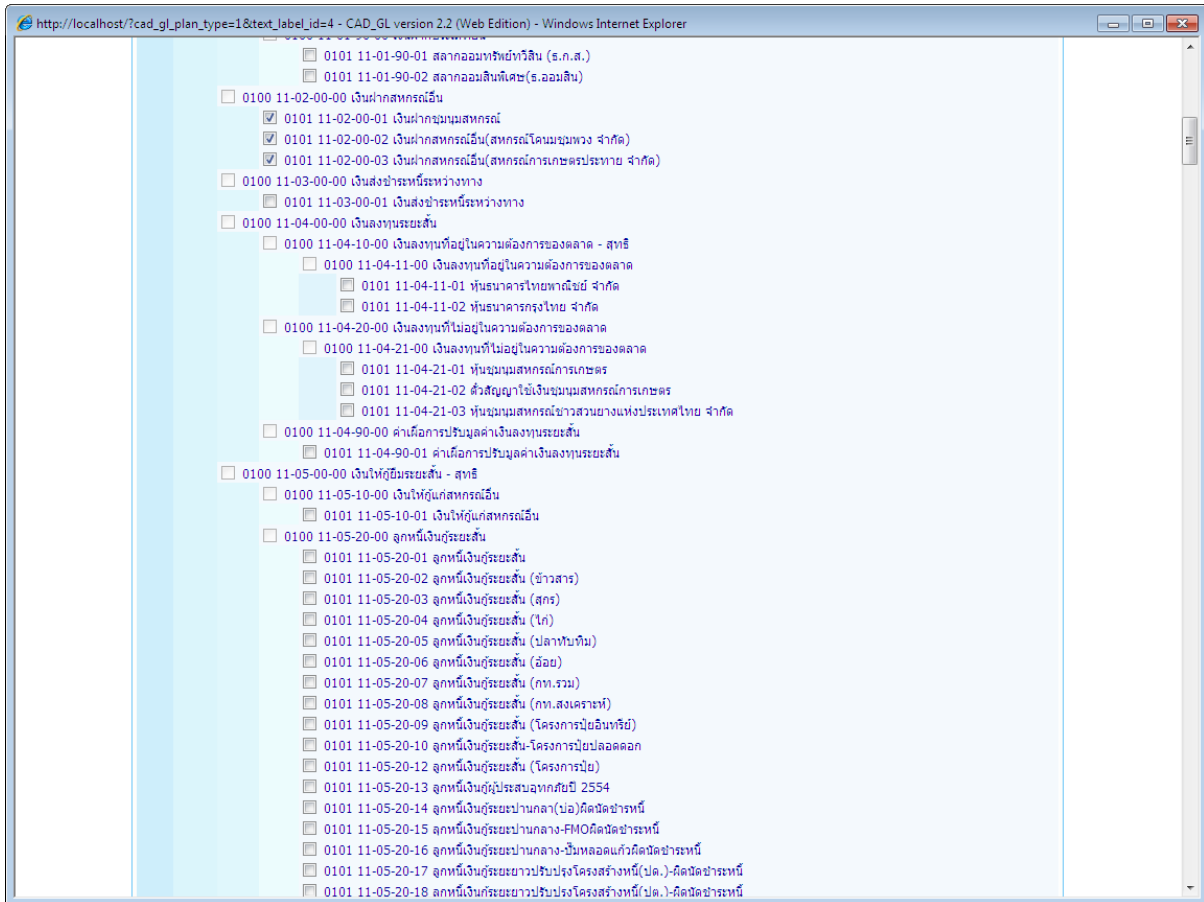 http://localhost/?cad_gl_plan_type=1&text_label_id=4 - CAD_GL version 2.2 (Web Edition) - Windows Internet Explorer
0101 11-01-90-01 สลากออมทรัพย์ทวีสิน (ธ.ก.ส.)
0101 11-01-90-02 สลากออมสินพิเศษ(ธ.ออมสิน)
0100 11-02-00-00 เงินฝากสหกรณ์อื่น
0101 11-02-00-01 เงินฝากชุมนุมสหกรณ์
0101 11-02-00-02 เงินฝากสหกรณ์อื่น(สหกรณ์โคนมชุมพวง จำกัด)
0101 11-02-00-03 เงินฝากสหกรณ์อื่น(สหกรณ์การเกษตรประทาย จำกัด)
0100 11-03-00-00 เงินส่งชำระหนี้ระหว่างทาง
0101 11-03-00-01 เงินส่งชำระหนี้ระหว่างทาง
0100 11-04-00-00 เงินลงทุนระยะสั้น
0100 11-04-10-00 เงินลงทุนที่อยู่ในความต้องการของตลาด - สุทธิ
0100 11-04-11-00 เงินลงทุนที่อยู่ในความต้องการของตลาด
0101 11-04-11-01 หุ้นธนาคารไทยพาณิชย์ จำกัด
0101 11-04-11-02 หุ้นธนาคารกรุงไทย จำกัด
0100 11-04-20-00 เงินลงทุนที่ไม่อยู่ในความต้องการของตลาด
0100 11-04-21-00 เงินลงทุนที่ไม่อยู่ในความต้องการของตลาด
0101 11-04-21-01 หุ้นชุมนุมสหกรณ์การเกษตร
0101 11-04-21-02 ตั๋วสัญญาใช้เงินชุมนุมสหกรณ์การเกษตร
0101 11-04-21-03 หุ้นชุมนุมสหกรณ์ชาวสวนยางแห่งประเทศไทย จำกัด
0100 11-04-90-00 ค่าเผื่อการปรับมูลค่าเงินลงทุนระยะสั้น
0101 11-04-90-01 ค่าเผื่อการปรับมูลค่าเงินลงทุนระยะสั้น
0100 11-05-00-00 เงินให้กู้ยืมระยะสั้น - สุทธิ
0100 11-05-10-00 เงินให้กู้แก่สหกรณ์อื่น
0101 11-05-10-01 เงินให้กู้แก่สหกรณ์อื่น
0100 11-05-20-00 ลูกหนี้เงินกู้ระยะสั้น
0101 11-05-20-01 ลูกหนี้เงินกู้ระยะสั้น
0101 11-05-20-02 ลูกหนี้เงินกู้ระยะสั้น (ข้าวสาร)
0101 11-05-20-03 ลูกหนี้เงินกู้ระยะสั้น (สุกร)
0101 11-05-20-04 ลูกหนี้เงินกู้ระยะสั้น (ไก่)
0101 11-05-20-05 ลูกหนี้เงินกู้ระยะสั้น (ปลาทับทิม)
0101 11-05-20-06 ลูกหนี้เงินกู้ระยะสั้น (อ้อย)
0101 11-05-20-07 ลูกหนี้เงินกู้ระยะสั้น (กท.รวม)
0101 11-05-20-08 ลูกหนี้เงินกู้ระยะสั้น (กท.สงเคราะห์)
0101 11-05-20-09 ลูกหนี้เงินกู้ระยะสั้น (โครงการปุ๋ยอินทรีย์)
0101 11-05-20-10 ลูกหนี้เงินกู้ระยะสั้น-โครงการปุ๋ยปลอดดอก
0101 11-05-20-12 ลูกหนี้เงินกู้ระยะสั้น (โครงการปุ๋ย)
0101 11-05-20-13 ลูกหนี้เงินกู้ผู้ประสบอุทกภัยปี 2554
0101 11-05-20-14 ลูกหนี้เงินกู้ระยะปานกลา(ปอ)ผิดนัดชำรหนี้
0101 11-05-20-15 ลูกหนี้เงินกู้ระยะปานกลาง-FMOผิดนัดชำระหนี้
0101 11-05-20-16 ลูกหนี้เงินกู้ระยะปานกลาง-ปั๊มหลอดแก้วผิดนัดชำระหนี้
0101 11-05-20-17 ลูกหนี้เงินกู้ระยะยาวปรับปรุงโครงสร้างหนี้(ปด.)-ผิดนัดชำระหนี้
0101 11-05-20-18 ลูกหนี้เงินกู้ระยะยาวปรับปรุงโครงสร้างหนี้(ปด.)-ผิดนัดชำระหนี้